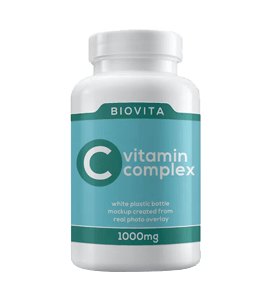 BIOVITA
C vitamin
complex
white plastic bottle
mockup created from
real photo overlay
1000mg